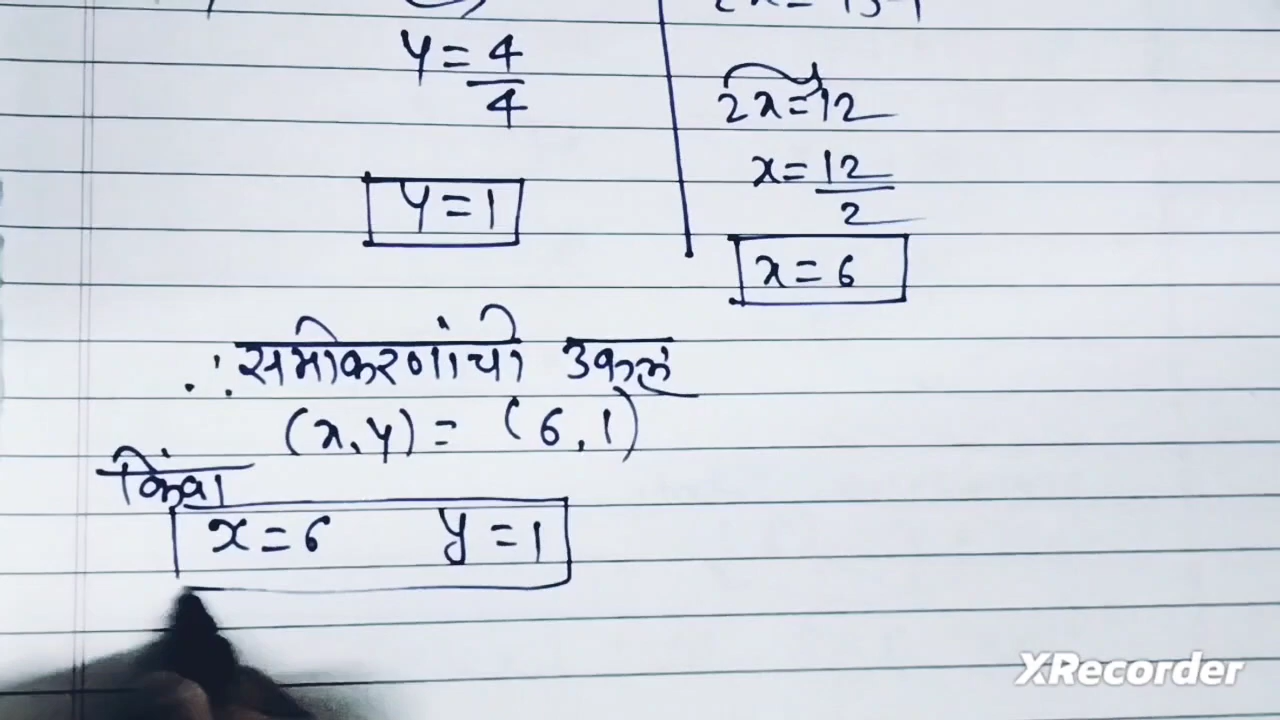 y = 4
4
y = 1
2x = 12
x = 12
2
x = 6
∴ समीकरणांची उकल
(x, y) = (6, 1)
किंवा
x = 6 y = 1
XRecorder